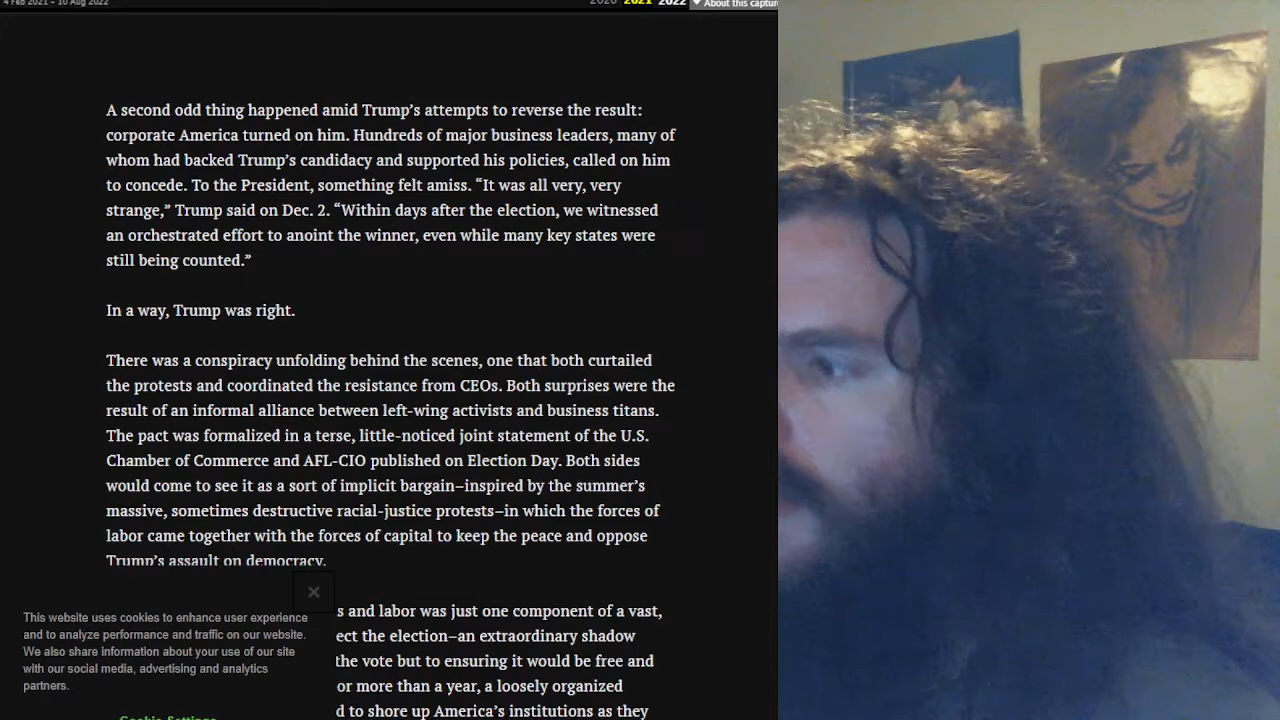 4 Feb 2021 – 10 Aug 2022
2020 2021 2022 ▼ About this capture
A second odd thing happened amid Trump’s attempts to reverse the result:
corporate America turned on him. Hundreds of major business leaders, many of
whom had backed Trump’s candidacy and supported his policies, called on him
to concede. To the President, something felt amiss. “It was all very, very
strange,” Trump said on Dec. 2. “Within days after the election, we witnessed
an orchestrated effort to anoint the winner, even while many key states were
still being counted.”
In a way, Trump was right.
There was a conspiracy unfolding behind the scenes, one that both curtailed
the protests and coordinated the resistance from CEOs. Both surprises were the
result of an informal alliance between left-wing activists and business titans.
The pact was formalized in a terse, little-noticed joint statement of the U.S.
Chamber of Commerce and AFL-CIO published on Election Day. Both sides
would come to see it as a sort of implicit bargain–inspired by the summer’s
massive, sometimes destructive racial-justice protests–in which the forces of
labor came together with the forces of capital to keep the peace and oppose
Trump’s assault on democracy.
s and labor was just one component of a vast,
ect the election–an extraordinary shadow
the vote but to ensuring it would be free and
or more than a year, a loosely organized
d to shore up America’s institutions as they
This website uses cookies to enhance user experience
and to analyze performance and traffic on our website.
We also share information about your use of our site
with our social media, advertising and analytics
partners.
Cookie Settings